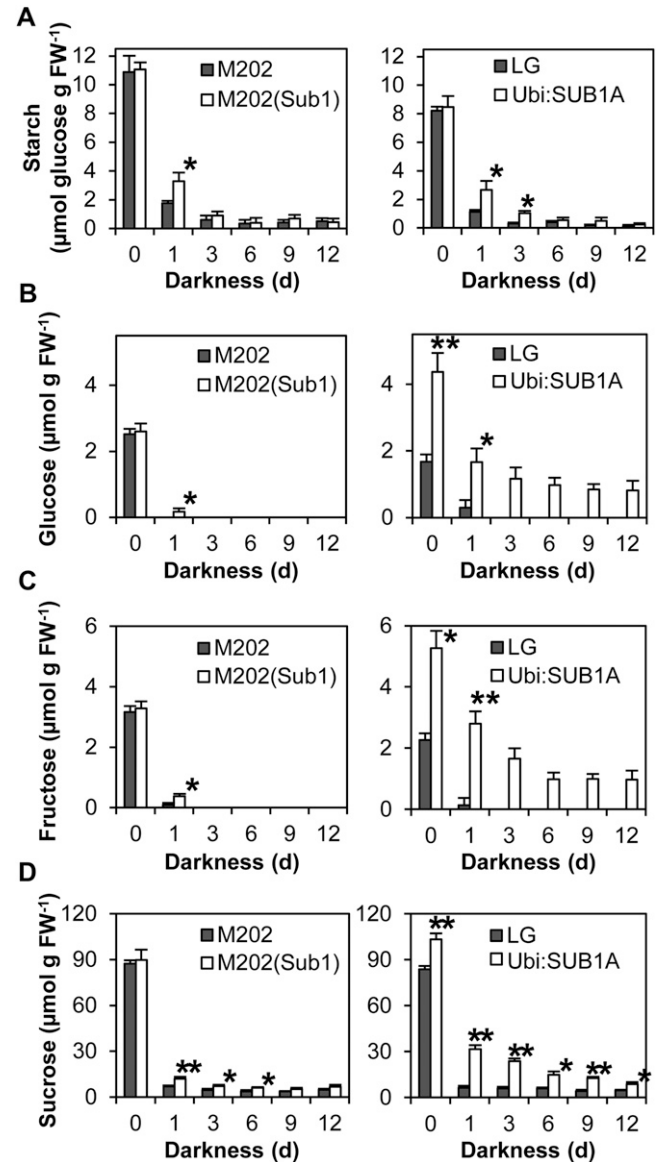 A
Starch
(µmol glucose g FW-1)
12
10
8
6
4
2
0
M202
M202(Sub1)
*
0 1 3 6 9 12
Darkness (d)
12
10
8
6
4
2
0
LG
Ubi:SUB1A
*
*
0 1 3 6 9 12
Darkness (d)
B
Glucose (µmol g FW-1)
4
2
0
M202
M202(Sub1)
*
0 1 3 6 9 12
Darkness (d)
4
2
0
**
LG
Ubi:SUB1A
*
0 1 3 6 9 12
Darkness (d)
C
Fructose (µmol g FW-1)
6
4
2
0
M202
M202(Sub1)
*
0 1 3 6 9 12
Darkness (d)
6
4
2
0
*
LG
Ubi:SUB1A
**
0 1 3 6 9 12
Darkness (d)
D
Sucrose (µmol g FW-1)
120
90
60
30
0
M202
M202(Sub1)
**
*
*
0 1 3 6 9 12
Darkness (d)
120
90
60
30
0
**
LG
Ubi:SUB1A
**
**
*
**
*
0 1 3 6 9 12
Darkness (d)